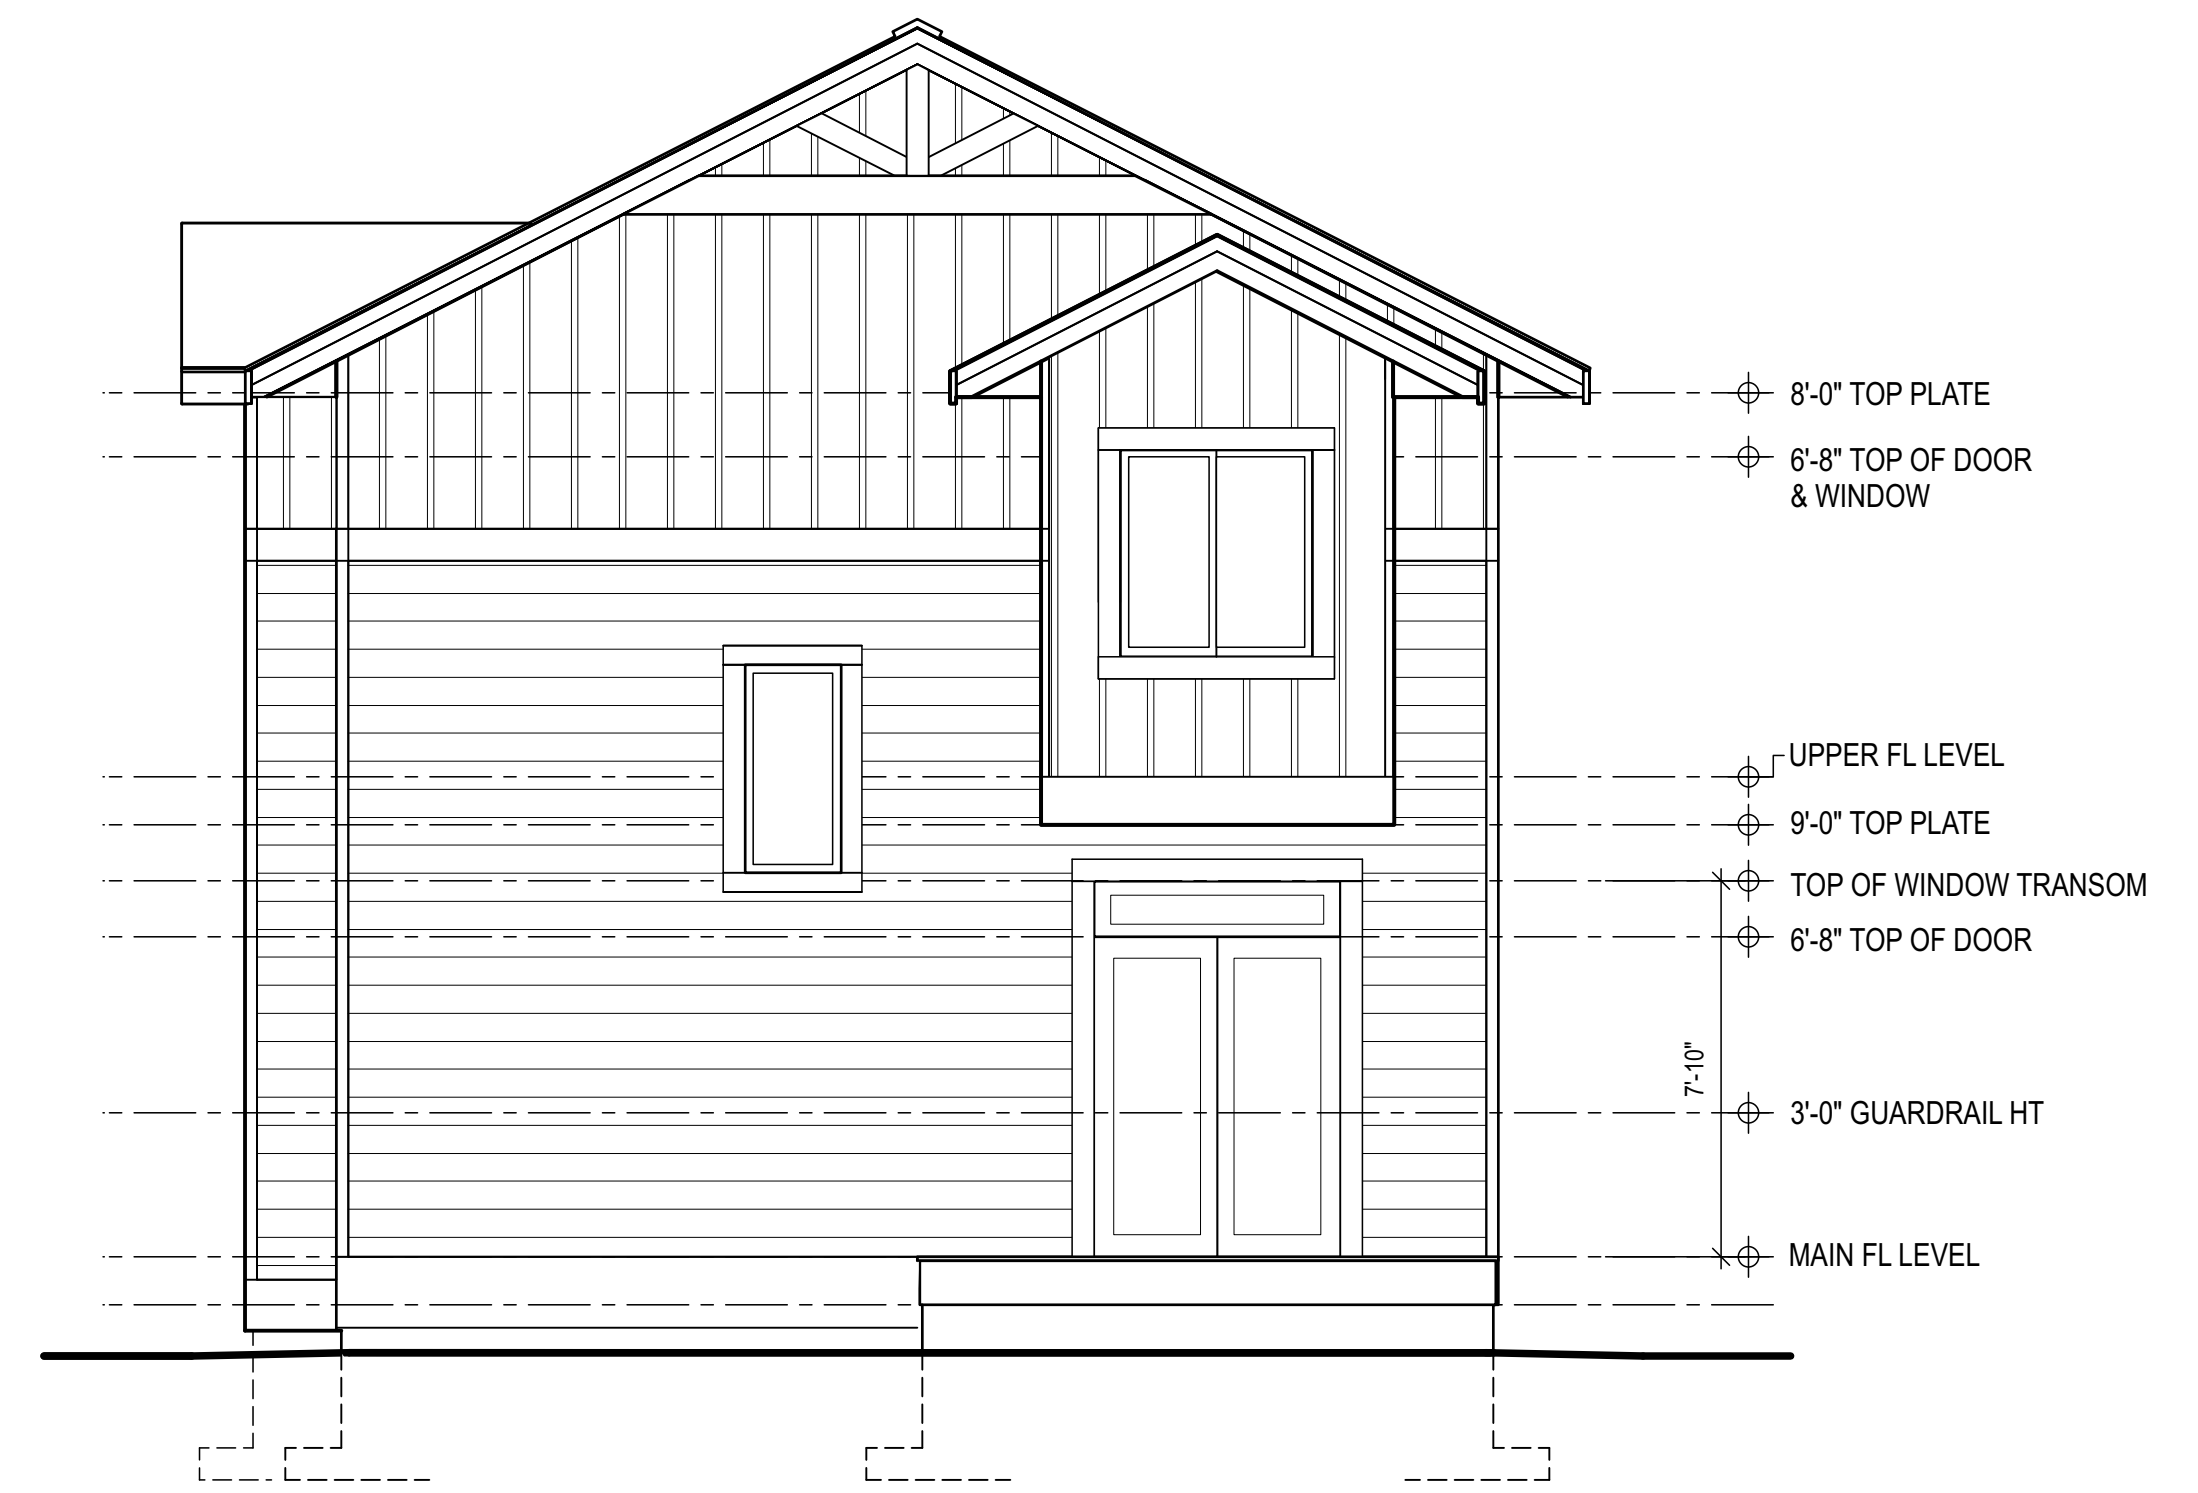 8'-0" TOP PLATE
6'-8" TOP OF DOOR
& WINDOW
UPPER FL LEVEL
9'-0" TOP PLATE
TOP OF WINDOW TRANSOM
6'-8" TOP OF DOOR
7'-10"
3'-0" GUARDRAIL HT
MAIN FL LEVEL